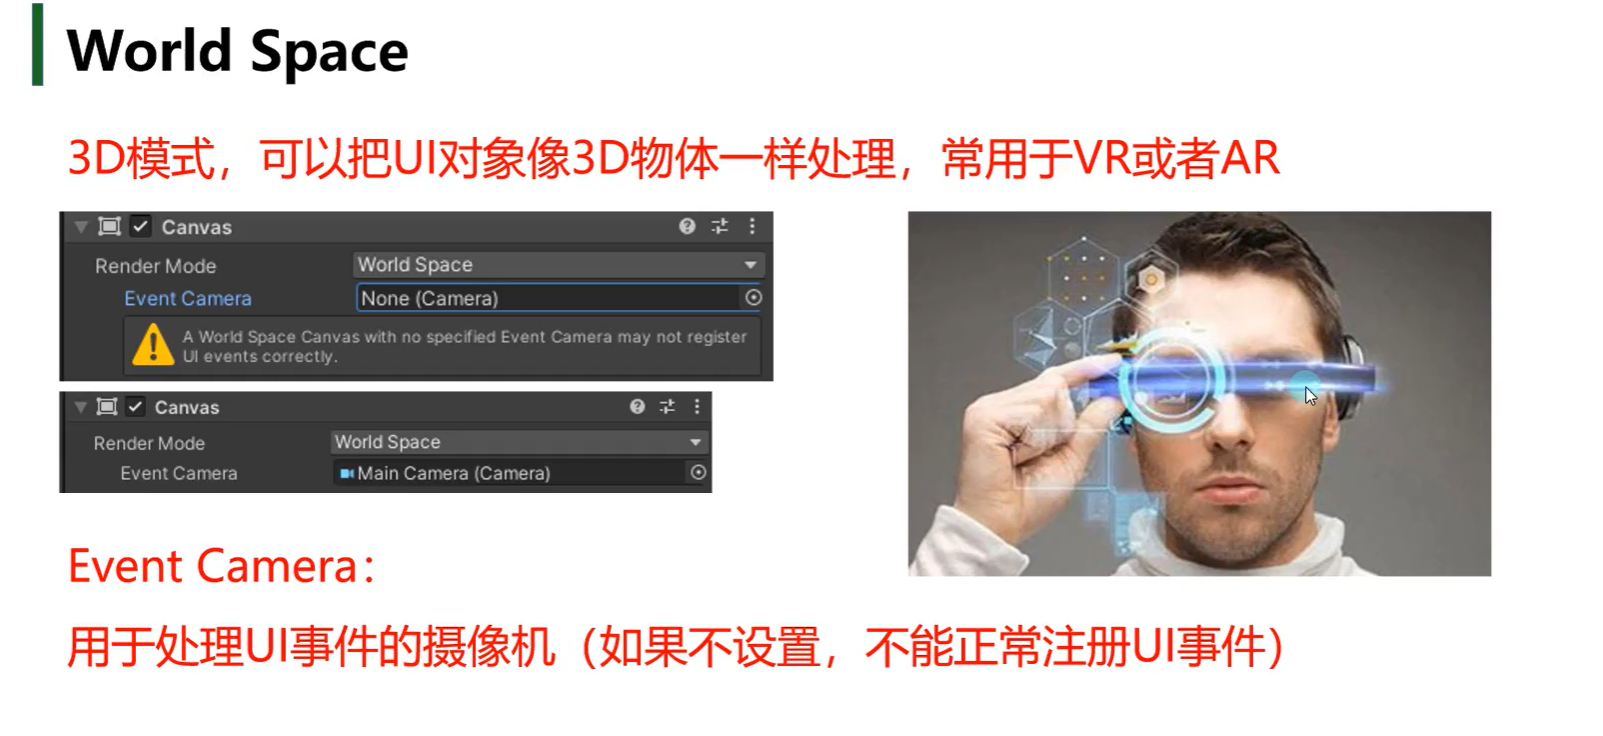 World Space
3D模式，可以把UI对象像3D物体一样处理，常用于VR或者AR
Canvas
Render Mode World Space
Event Camera None (Camera)
A World Space Canvas with no specified Event Camera may not register
UI events correctly.
Canvas
Render Mode World Space
Event Camera Main Camera (Camera)
Event Camera：
用于处理UI事件的摄像机（如果不设置，不能正常注册UI事件）